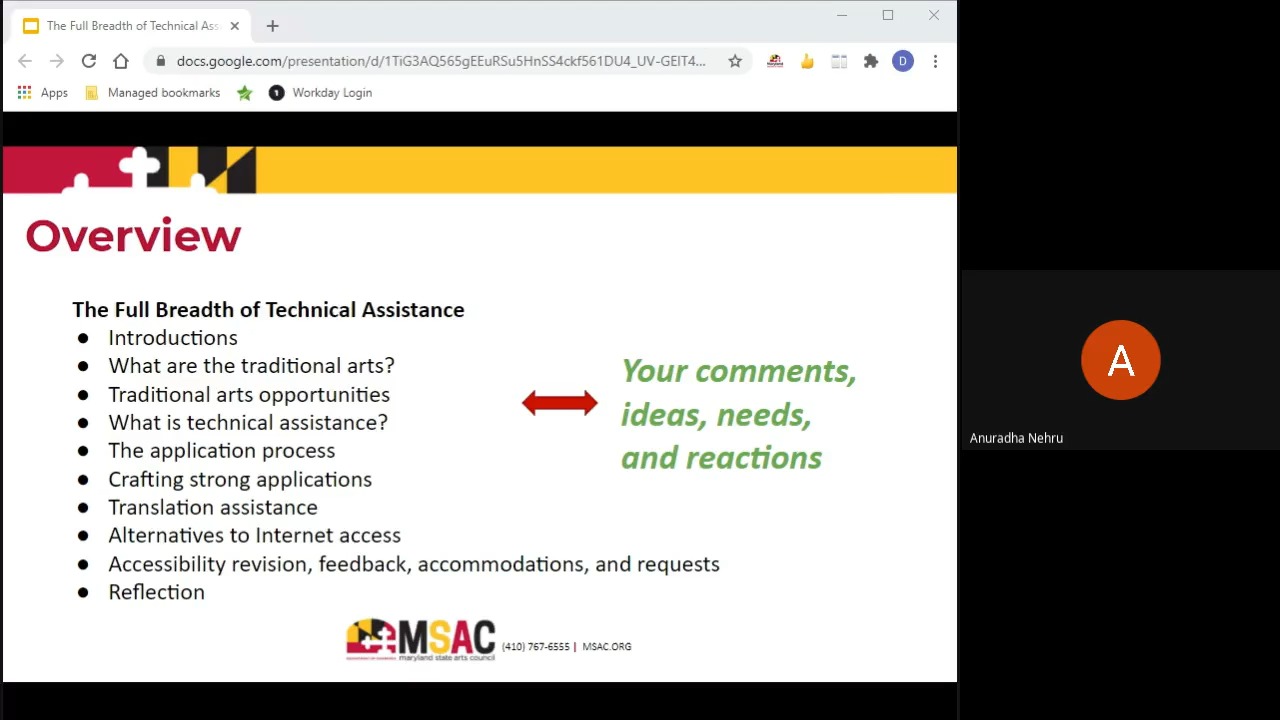 The Full Breadth of Technical Ass
docs.google.com/presentation/d/1TiG3AQ565gEEuRSu5HnSS4ckf561DU4_UV-GEIT4...
D
Apps
Managed bookmarks
1
Workday Login
Overview
The Full Breadth of Technical Assistance
● Introductions
● What are the traditional arts?
● Traditional arts opportunities
● What is technical assistance?
● The application process
● Crafting strong applications
● Translation assistance
● Alternatives to Internet access
● Accessibility revision, feedback, accommodations, and requests
● Reflection
Your comments,
ideas, needs,
and reactions
MSAC
maryland state arts council
(410) 767-6555 | MSAC.ORG
A
Anuradha Nehru